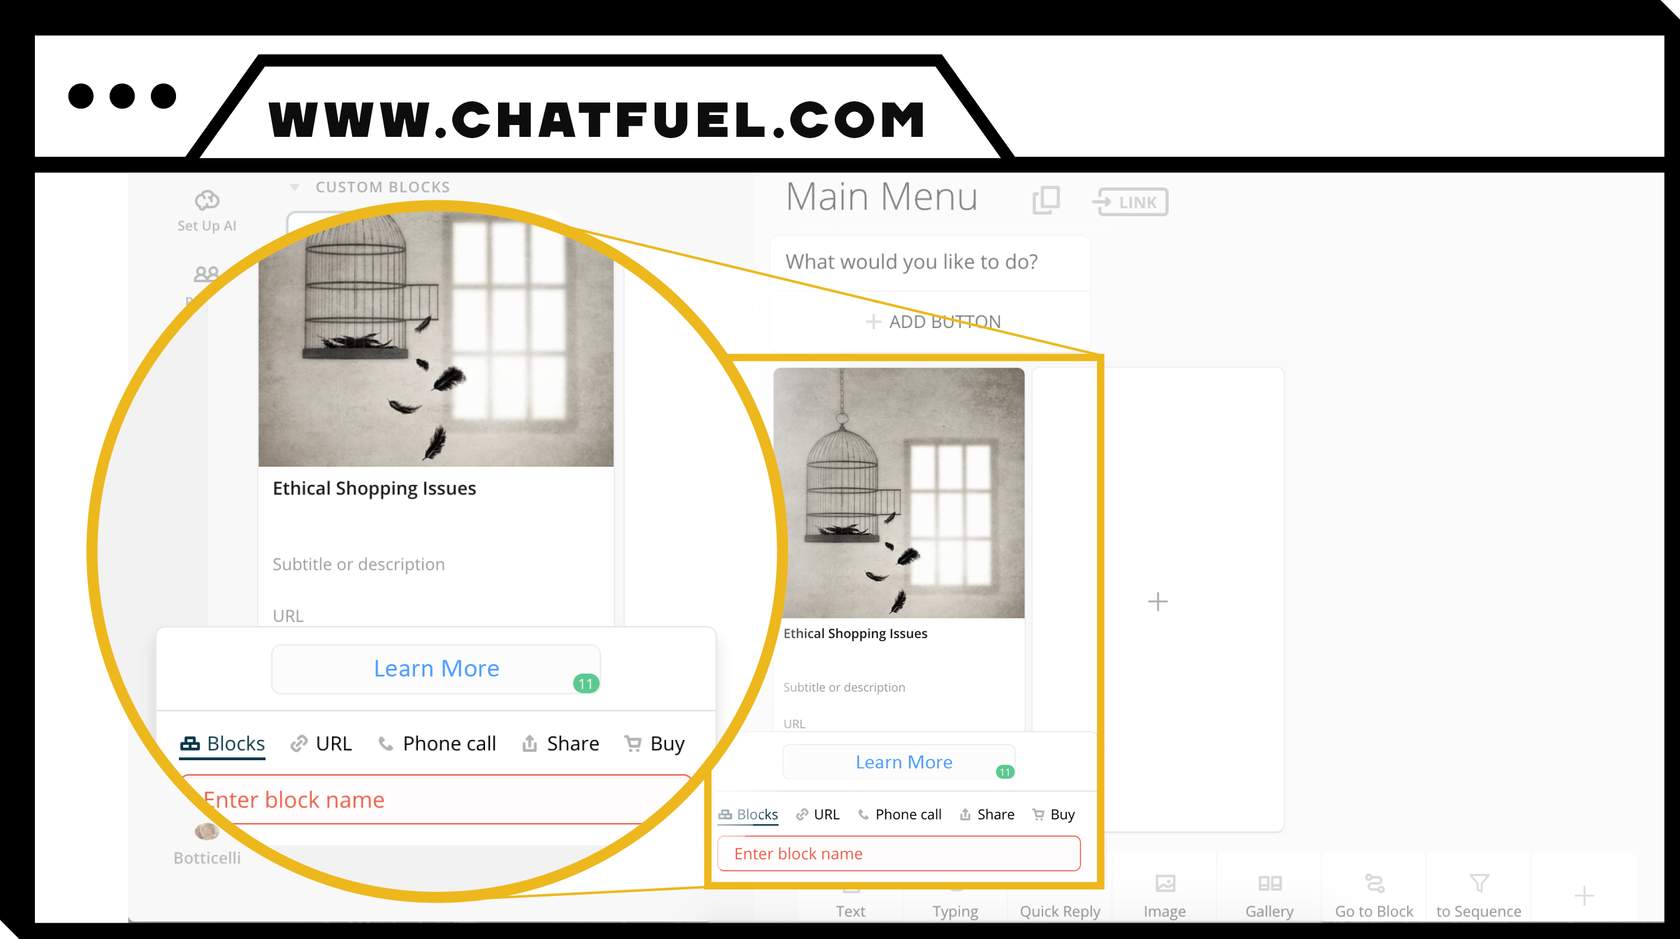 WWW.CHATFUEL.COM
Set Up AI
CUSTOM BLOCKS
Main Menu
LINK
What would you like to do?
+ ADD BUTTON
Ethical Shopping Issues
Subtitle or description
URL
Learn More
11
Blocks URL Phone call Share Buy
Enter block name
Botticelli
Ethical Shopping Issues
Subtitle or description
URL
Learn More
11
Blocks URL Phone call Share Buy
Enter block name
Text Typing Quick Reply Image Gallery Go to Block to Sequence